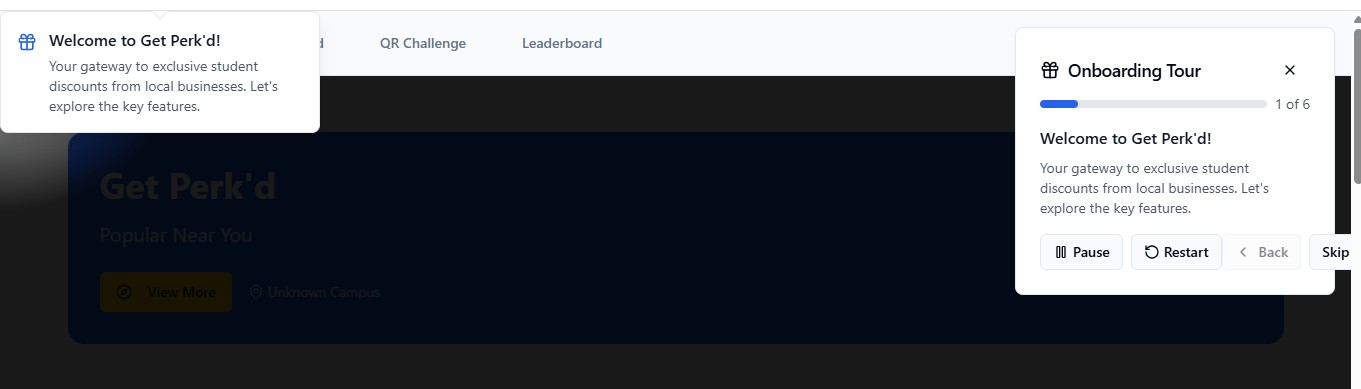 Welcome to Get Perk'd!
Your gateway to exclusive student
discounts from local businesses. Let's
explore the key features.
d
QR Challenge
Leaderboard
Get Perk'd
Popular Near You
View More
Unknown Campus
Onboarding Tour
1 of 6
Welcome to Get Perk'd!
Your gateway to exclusive student
discounts from local businesses. Let's
explore the key features.
Pause
Restart
Back
Skip